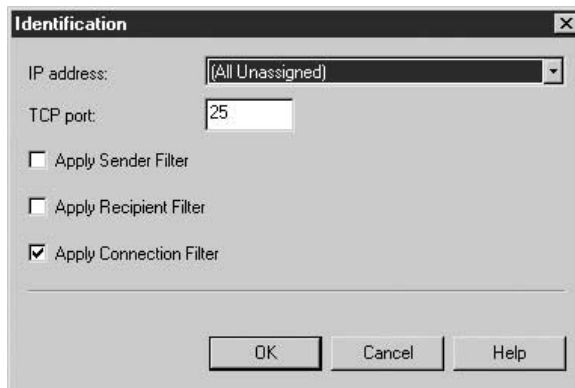 Identification
IP address: (All Unassigned)
TCP port: 25
Apply Sender Filter
Apply Recipient Filter
Apply Connection Filter
OK Cancel Help